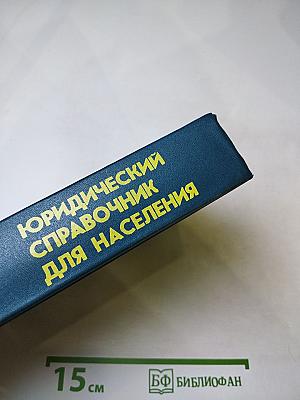 ЮРИДИЧЕСКИЙ
СПРАВОЧНИК
ДЛЯ НАСЕЛЕНИЯ
15 см
БФ БИБЛИОФАН